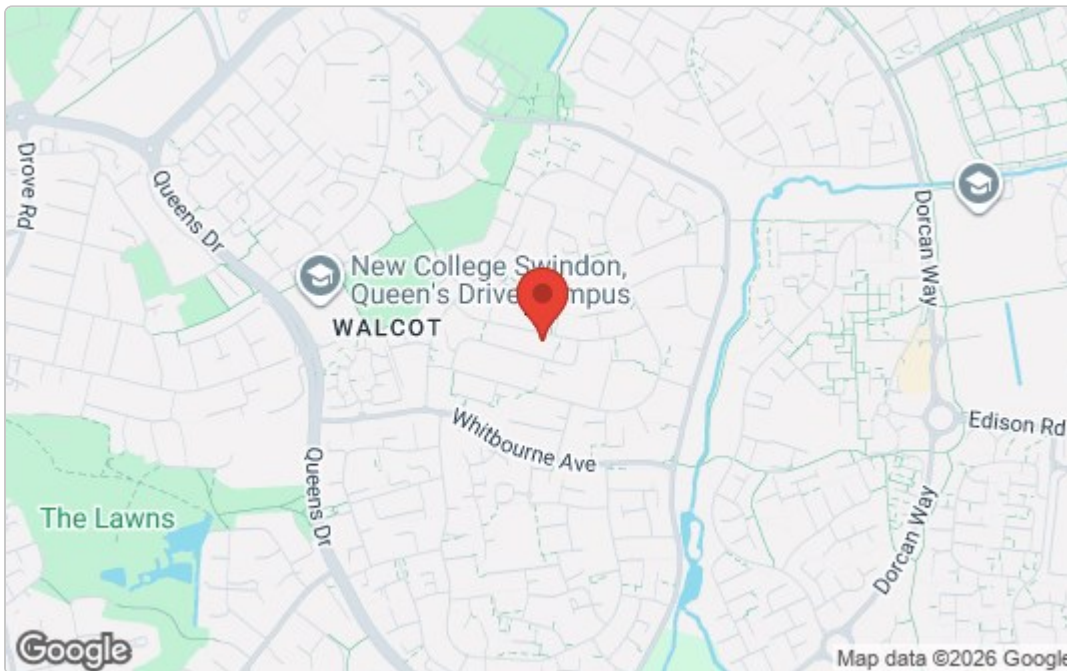 Drove Rd
Queens Dr
New College Swindon,
Queen's Drive
mpus
WALCOT
Dorcan Way
Whitbourne Ave
Edison Rd
Queens Dr
The Lawns
Dorcan Way
Google
Map data ©2026 Google